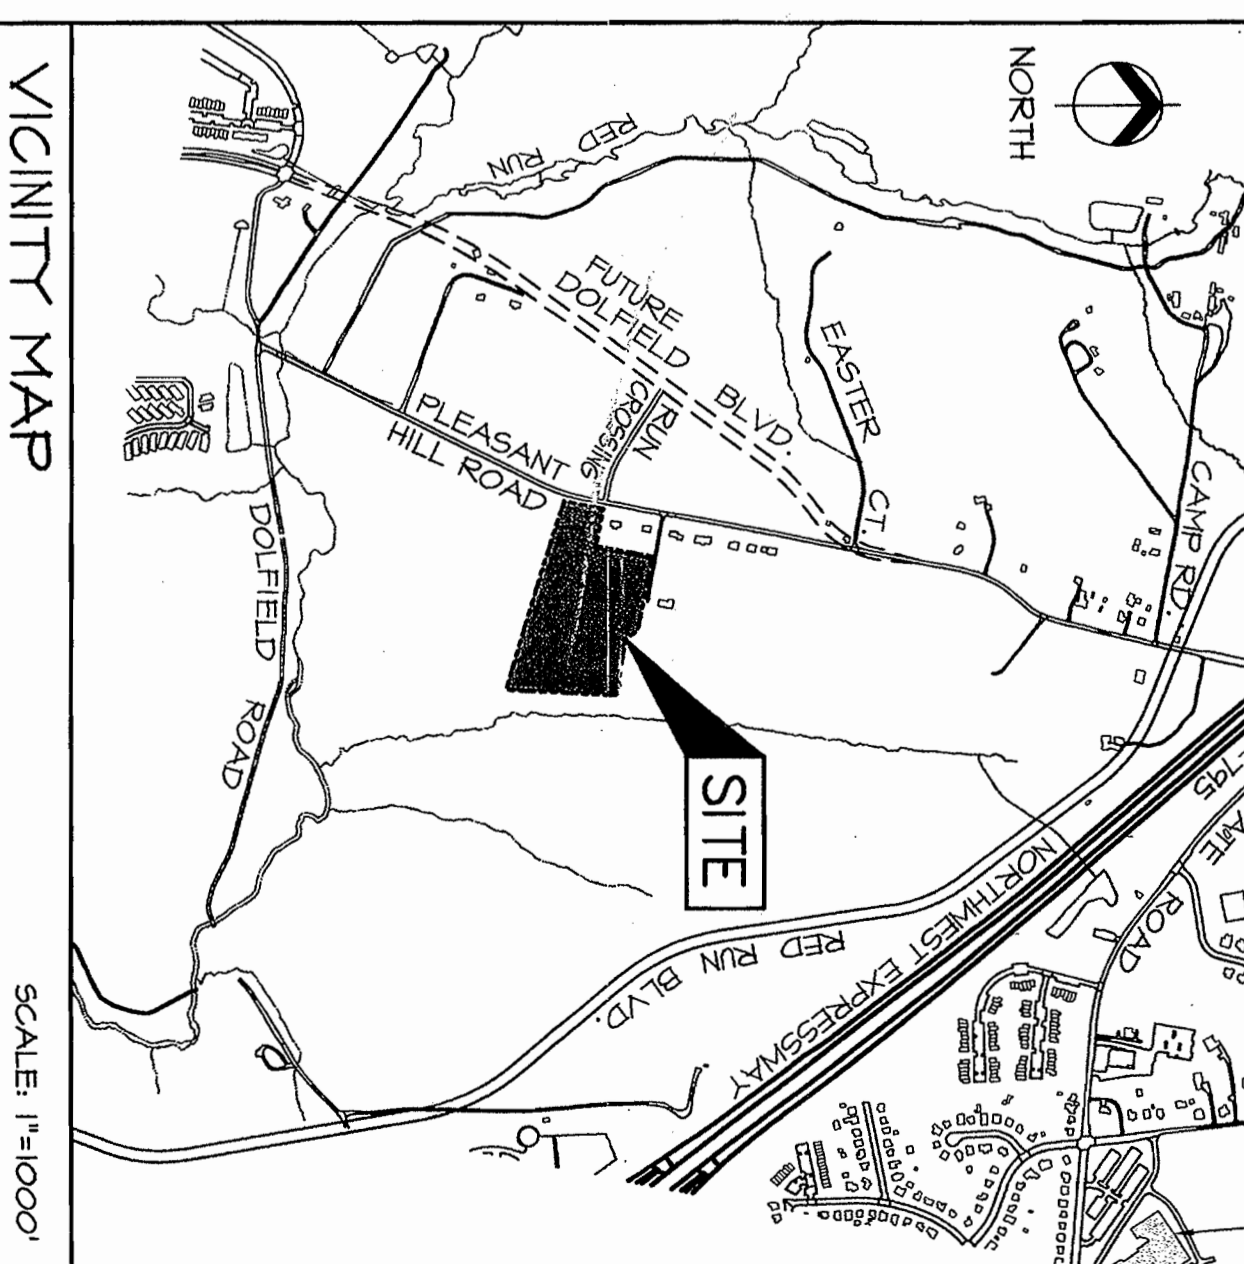 NORTH
RED
RUN
FUTURE
DOLFIELD
BLVD.
EASTER
CT.
CAMP RD.
RUN
CROSSING
PLEASANT
HILL ROAD
DOLFIELD
ROAD
SITE
ROAD
NORTHWEST EXPRESSWAY
RED RUN BLVD.
VICINITY MAP
SCALE: 1"=1000'